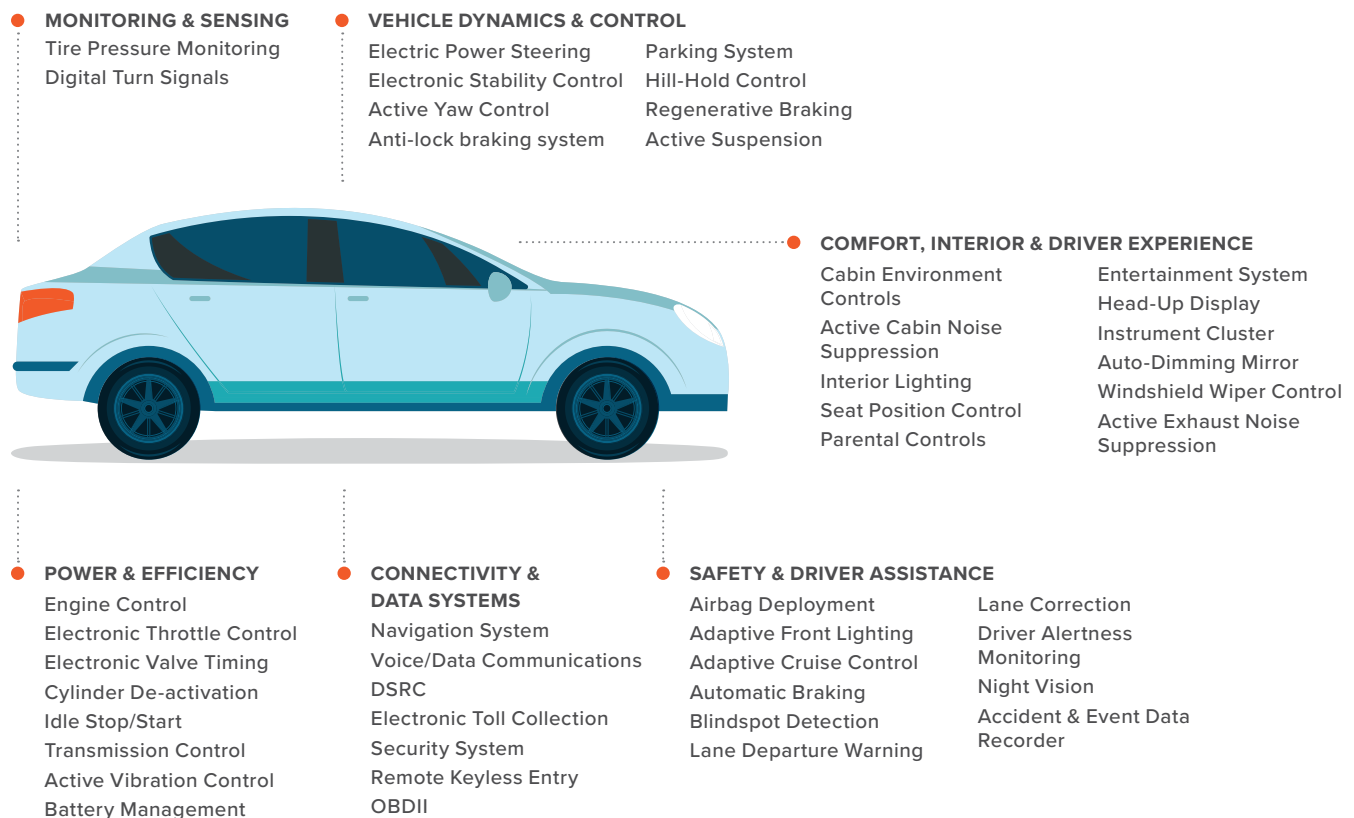 MONITORING & SENSING
Tire Pressure Monitoring
Digital Turn Signals
VEHICLE DYNAMICS & CONTROL
Electric Power Steering
Electronic Stability Control
Active Yaw Control
Anti-lock braking system
Parking System
Hill-Hold Control
Regenerative Braking
Active Suspension
COMFORT, INTERIOR & DRIVER EXPERIENCE
Cabin Environment
Controls
Active Cabin Noise
Suppression
Interior Lighting
Seat Position Control
Parental Controls
Entertainment System
Head-Up Display
Instrument Cluster
Auto-Dimming Mirror
Windshield Wiper Control
Active Exhaust Noise
Suppression
POWER & EFFICIENCY
Engine Control
Electronic Throttle Control
Electronic Valve Timing
Cylinder De-activation
Idle Stop/Start
Transmission Control
Active Vibration Control
Battery Management
CONNECTIVITY &
DATA SYSTEMS
Navigation System
Voice/Data Communications
DSRC
Electronic Toll Collection
Security System
Remote Keyless Entry
OBDII
SAFETY & DRIVER ASSISTANCE
Airbag Deployment
Adaptive Front Lighting
Adaptive Cruise Control
Automatic Braking
Blindspot Detection
Lane Departure Warning
Lane Correction
Driver Alertness
Monitoring
Night Vision
Accident & Event Data
Recorder